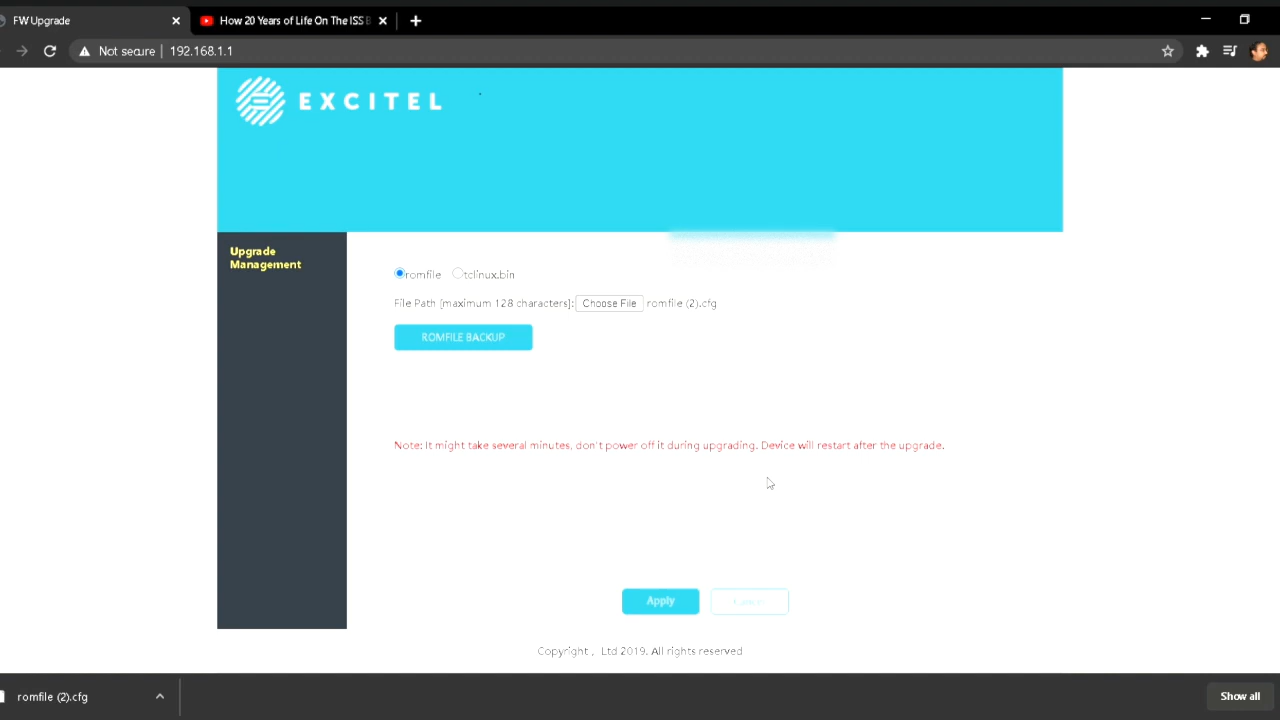 FW Upgrade
How 20 Years of Life On The ISS B
Not secure
192.168.1.1
EXCITEL
Upgrade
Management
romfile tclinux.bin
File Path [maximum 128 characters]: Choose File romfile (2).cfg
ROMFILE BACKUP
Note: It might take several minutes, don't power off it during upgrading. Device will restart after the upgrade.
Apply
Copyright , Ltd 2019. All rights reserved
romfile (2).cfg
Show all